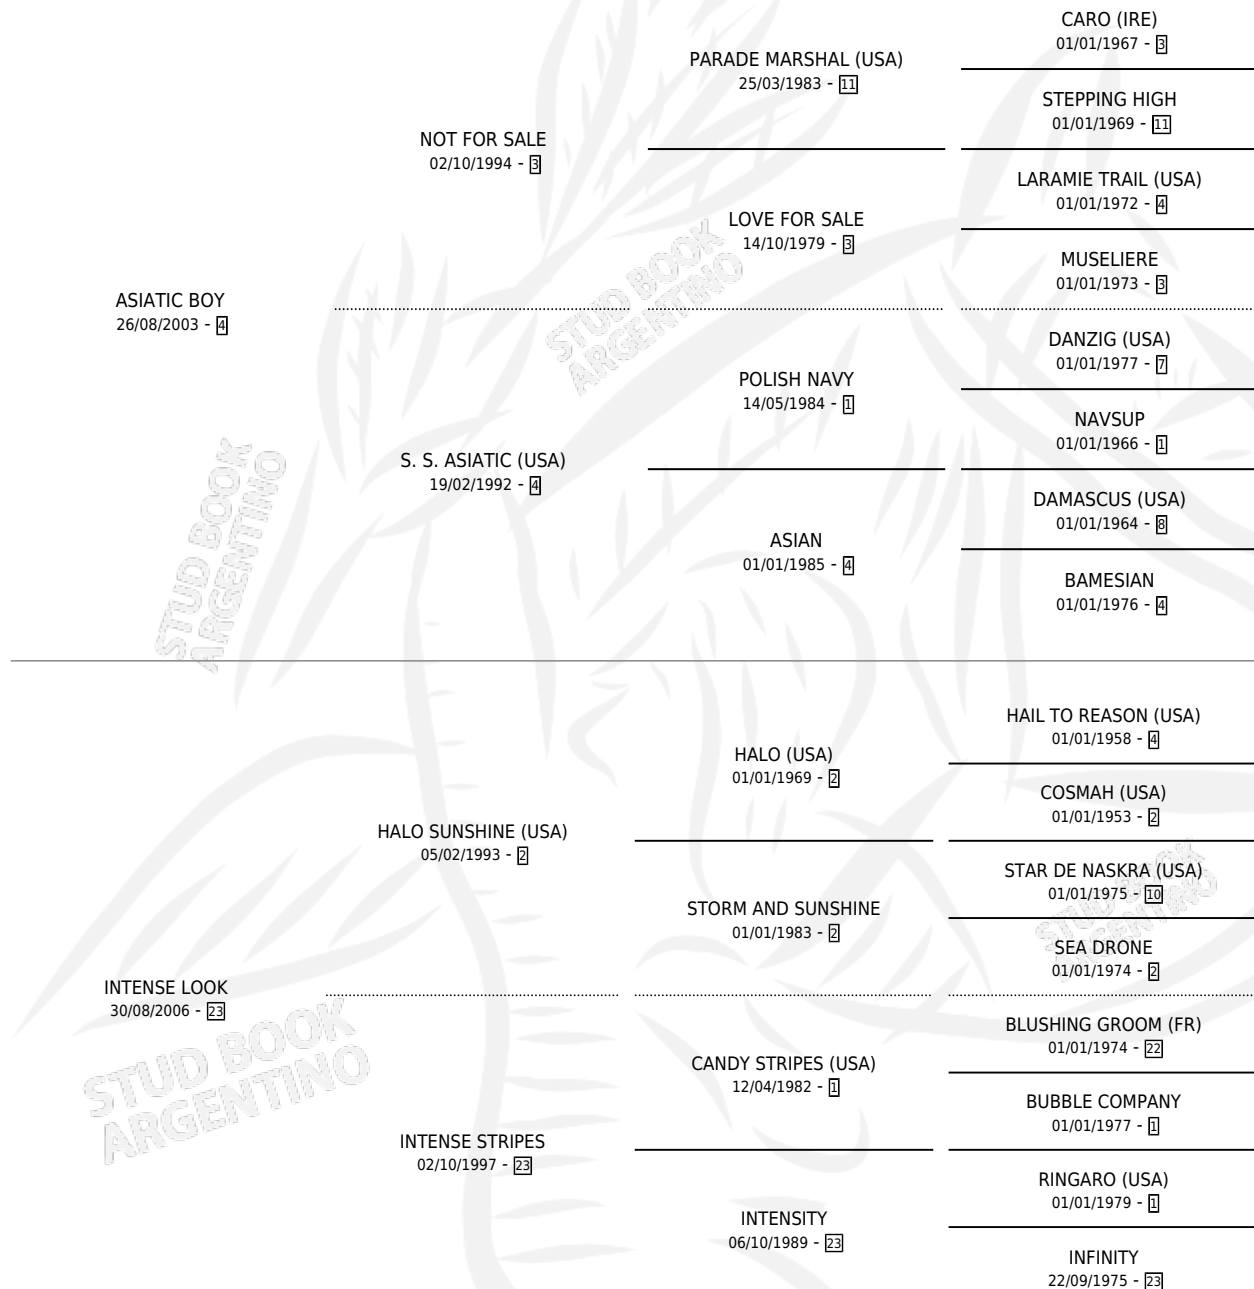 CARO (IRE)
01/01/1967 - 3
PARADE MARSHAL (USA)
25/03/1983 - 11
STEPPING HIGH
01/01/1969 - 11
NOT FOR SALE
02/10/1994 - 3
LARAMIE TRAIL (USA)
01/01/1972 - 4
LOVE FOR SALE
14/10/1979 - 3
MUSELIERE
01/01/1973 - 3
ASIATIC BOY
26/08/2003 - 4
STUD BOOK
ARGENTINO
DANZIG (USA)
01/01/1977 - 7
POLISH NAVY
14/05/1984 - 1
NAVSUP
01/01/1966 - 1
S. S. ASIATIC (USA)
19/02/1992 - 4
DAMASCUS (USA)
01/01/1964 - 8
ASIAN
01/01/1985 - 4
BAMESIAN
01/01/1976 - 4
STUD BOOK
ARGENTINO
HAIL TO REASON (USA)
01/01/1958 - 4
HALO (USA)
01/01/1969 - 2
COSMAH (USA)
01/01/1953 - 2
HALO SUNSHINE (USA)
05/02/1993 - 2
STAR DE NASKRA (USA)
01/01/1975 - 10
STORM AND SUNSHINE
01/01/1983 - 2
SEA DRONE
01/01/1974 - 2
STUD BOOK
ARGENTINO
INTENSE LOOK
30/08/2006 - 23
STUD BOOK
ARGENTINO
BLUSHING GROOM (FR)
01/01/1974 - 22
CANDY STRIPES (USA)
12/04/1982 - 1
BUBBLE COMPANY
01/01/1977 - 1
INTENSE STRIPES
02/10/1997 - 23
RINGARO (USA)
01/01/1979 - 1
INTENSITY
06/10/1989 - 23
INFINITY
22/09/1975 - 23